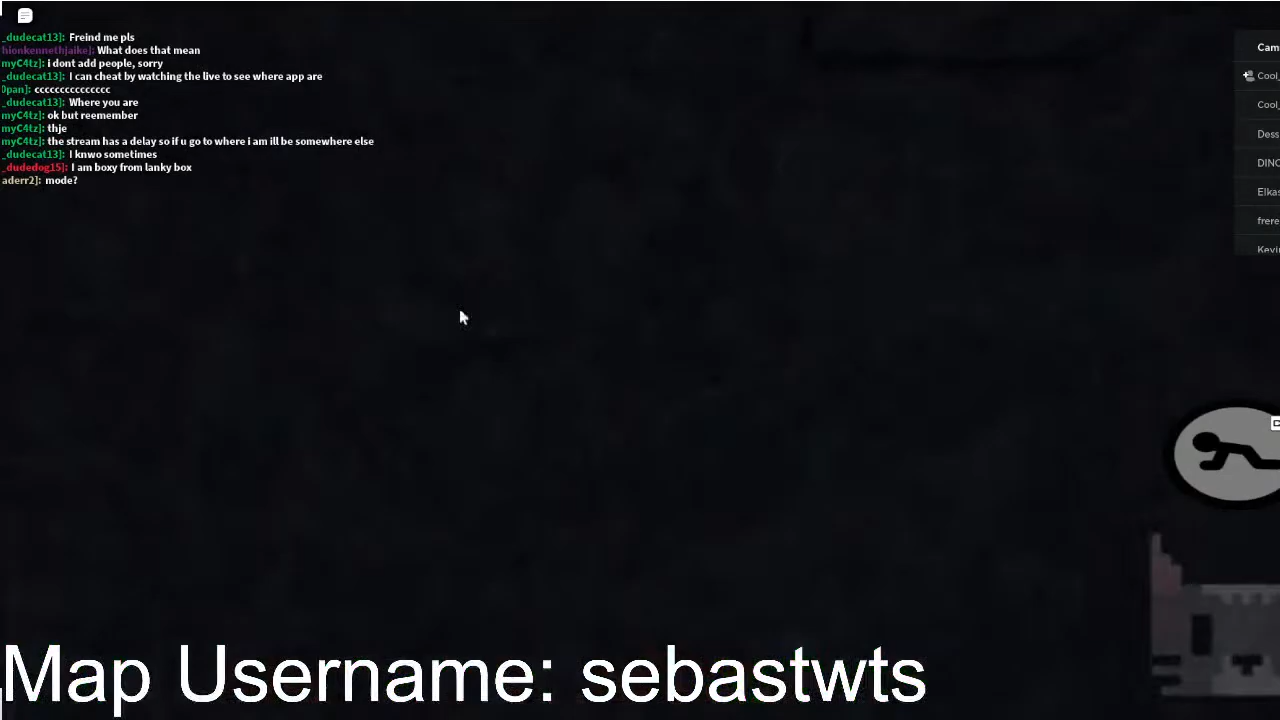 _dudecat13]: Freind me pls
hionkennethjaike]: What does that mean
myC4tz]: i dont add people, sorry
_dudecat13]: I can cheat by watching the live to see where app are
0pan]: ccccccccccccccc
_dudecat13]: Where you are
myC4tz]: ok but reemember
myC4tz]: thje
myC4tz]: the stream has a delay so if u go to where i am ill be somewhere else
_dudecat13]: I knwo sometimes
_dudedog15]: I am boxy from lanky box
aderr2]: mode?
Cam
Cool_
Cool_
Dess
DINO
Elkas
frere
Kevi
Map Username: sebastwts